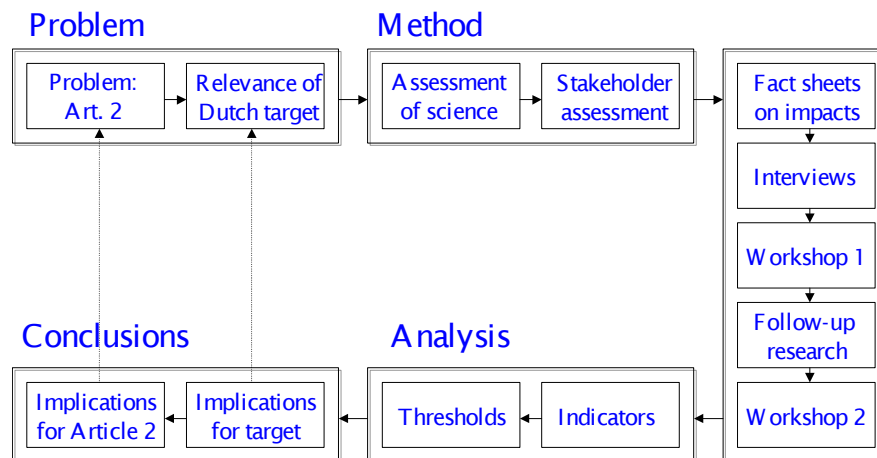 Problem
Method
Problem:
Art. 2
Relevance of
Dutch target
Assessment
of science
Stakeholder
assessment
Fact sheets
on impacts
Interviews
Workshop 1
Follow-up
research
Workshop 2
Conclusions
Analysis
Implications
for Article 2
Implications
for target
Thresholds
Indicators